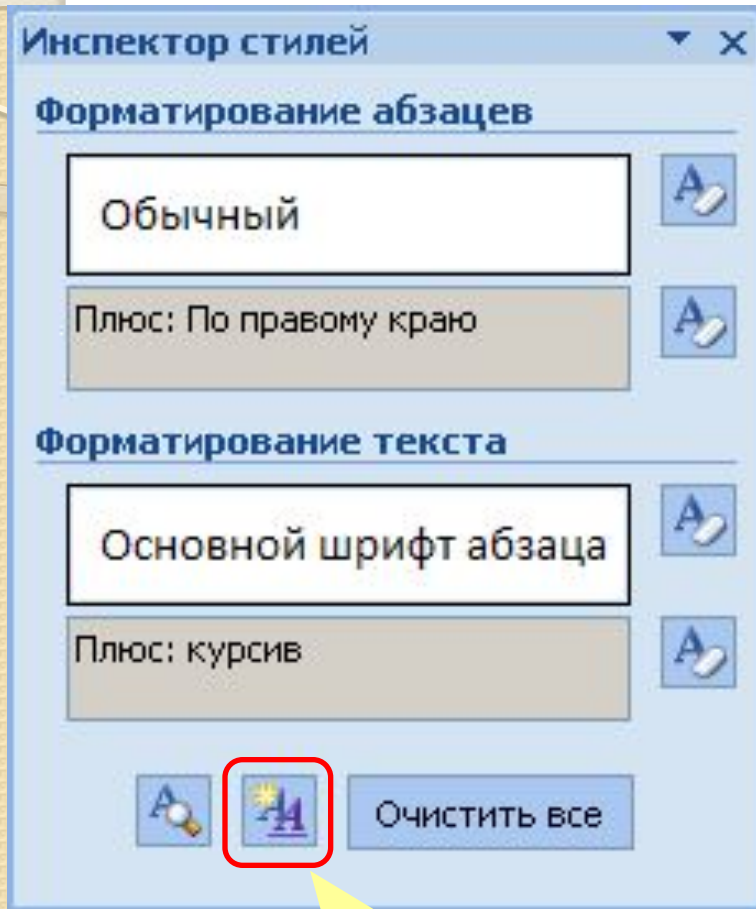 Инспектор стилей
Форматирование абзацев
Обычный
Плюс: По правому краю
Форматирование текста
Основной шрифт абзаца
Плюс: курсив
Очистить все